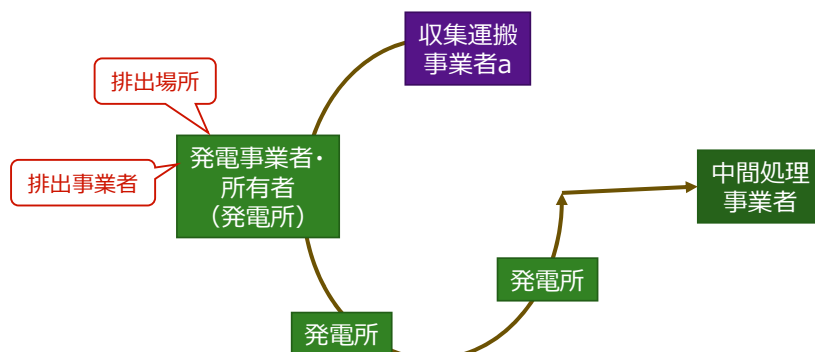 収集運搬
事業者a
排出場所
発電事業者・
所有者
（発電所）
排出事業者
中間処理
事業者
発電所
発電所